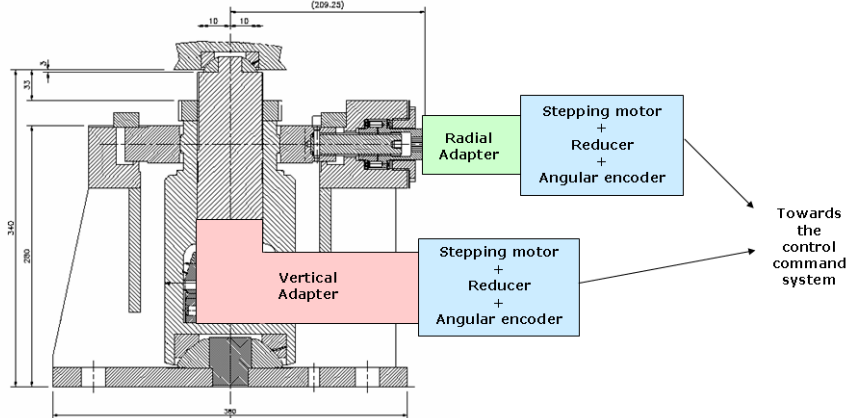 (209.25)
10
10
3
33
340
280
Radial
Adapter
Stepping motor
+
Reducer
+
Angular encoder
Towards
the
control
command
system
Vertical
Adapter
Stepping motor
+
Reducer
+
Angular encoder
380